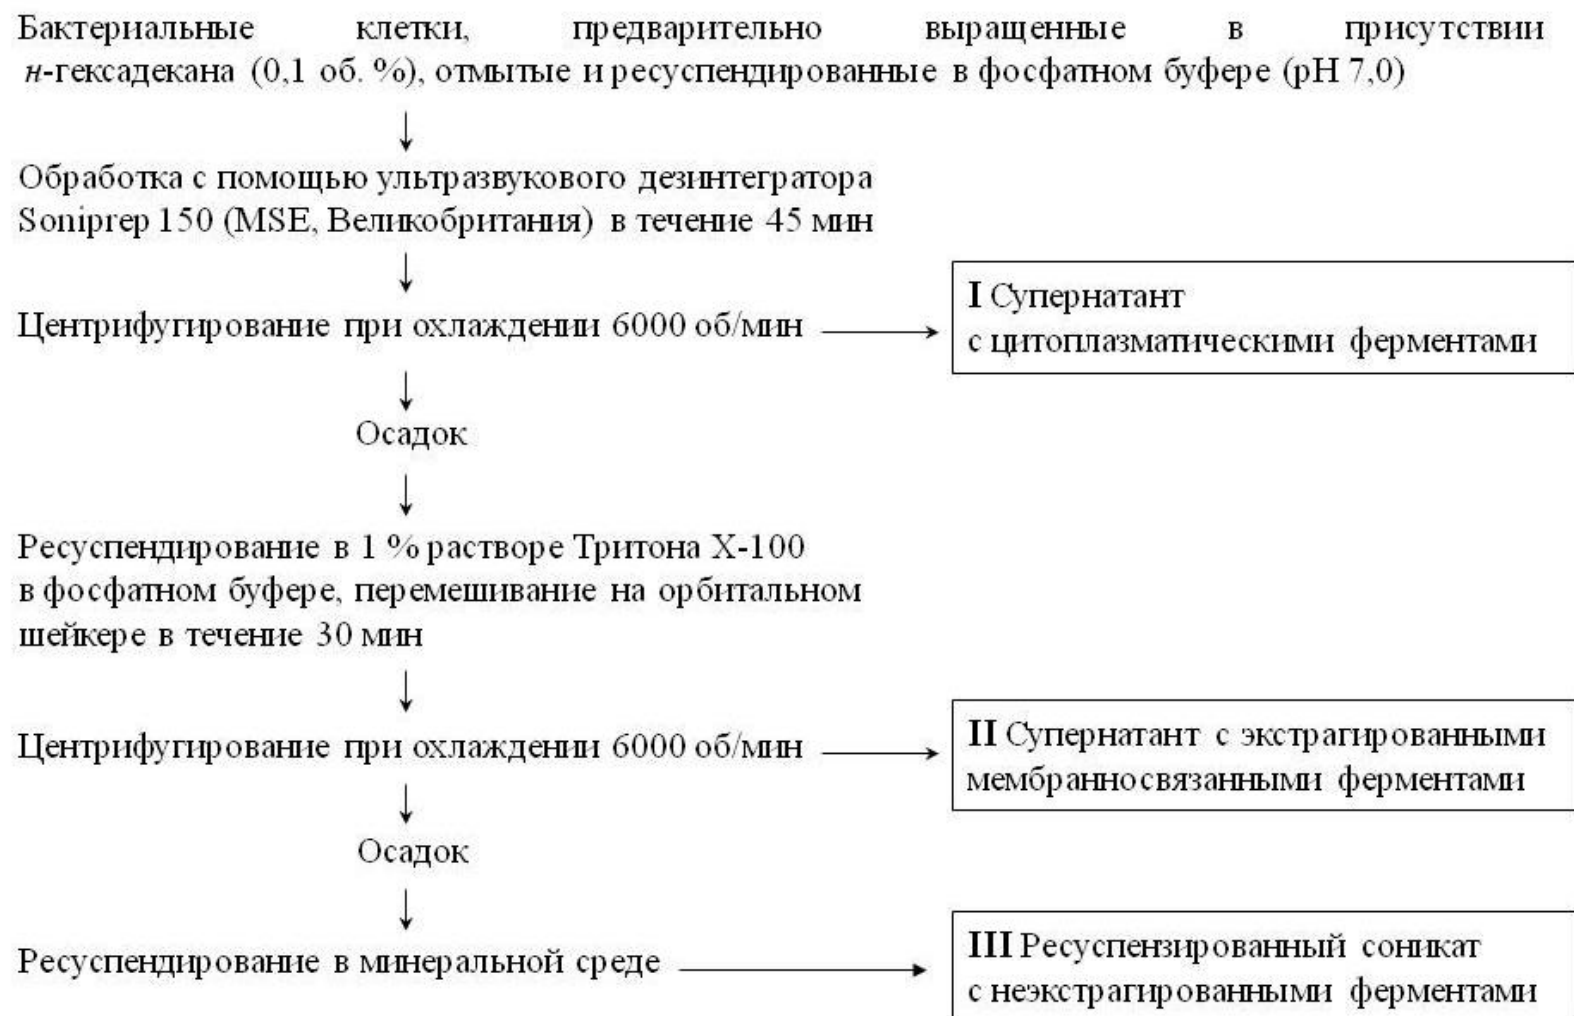 Бактериальные клетки, предварительно выращенные в присутствии
н-гексадекана (0,1 об. %), отмытые и ресуспендированные в фосфатном буфере (pH 7,0)
Обработка с помощью ультразвукового дезинтегратора
Soniprep 150 (MSE, Великобритания) в течение 45 мин
Центрифугирование при охлаждении 6000 об/мин
I Супернатант
с цитоплазматическими ферментами
Осадок
Ресуспендирование в 1 % растворе Тритона X-100
в фосфатном буфере, перемешивание на орбитальном
шейкере в течение 30 мин
Центрифугирование при охлаждении 6000 об/мин
II Супернатант с экстрагированными
мембранносвязанными ферментами
Осадок
Ресуспендирование в минеральной среде
III Ресуспензированный соникат
с неэкстрагированными ферментами